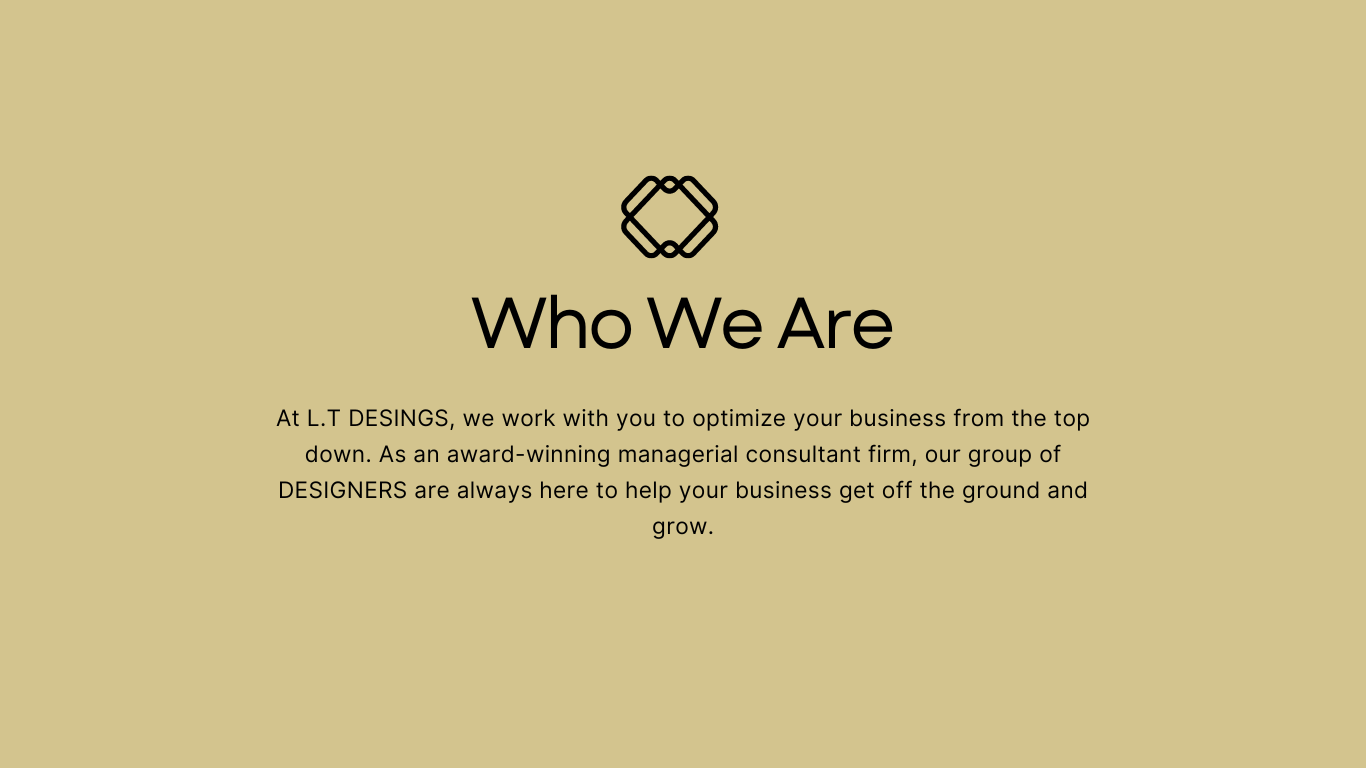 Who We Are
At L.T DESINGS, we work with you to optimize your business from the top
down. As an award-winning managerial consultant firm, our group of
DESIGNERS are always here to help your business get off the ground and
grow.